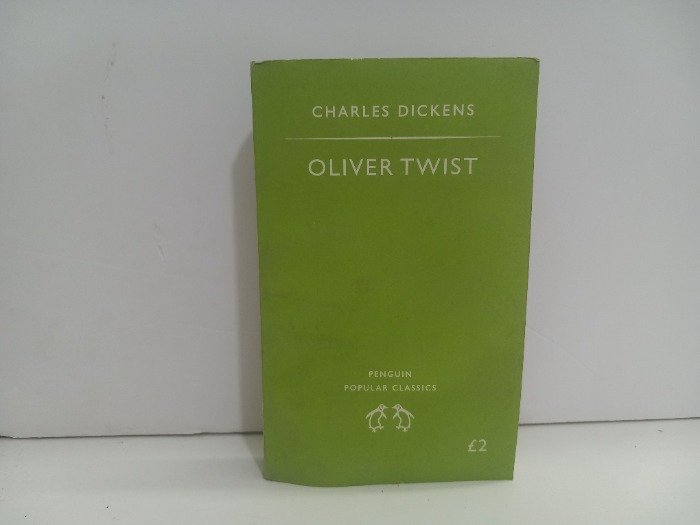 CHARLES DICKENS
OLIVER TWIST
PENGUIN
POPULAR CLASSICS
£2